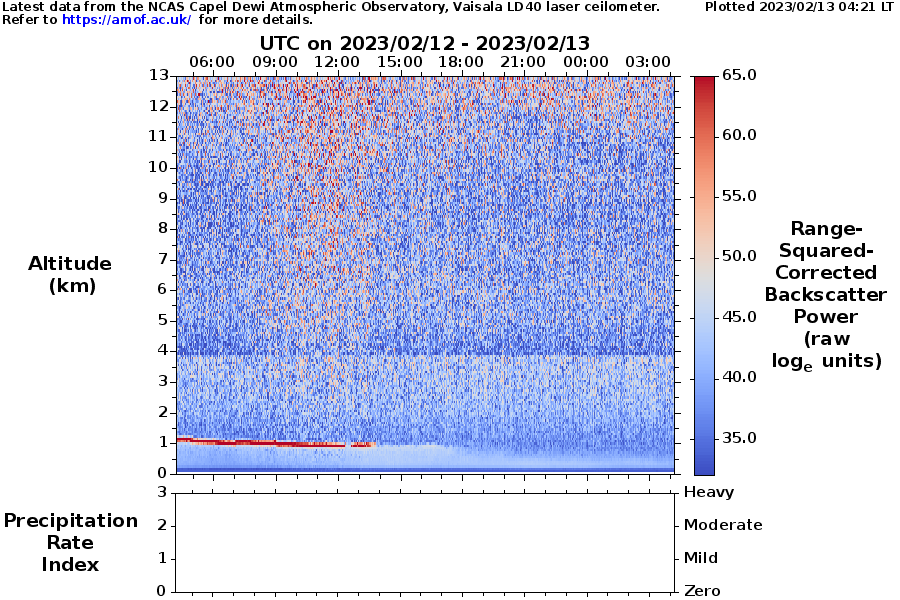 Latest data from the NCAS Capel Dewi Atmospheric Observatory, Vaisala LD40 laser ceilometer.
Plotted 2023/02/13 04:21 LT
Refer to https://amof.ac.uk/ for more details.
UTC on 2023/02/12 - 2023/02/13
06:00 09:00 12:00 15:00 18:00 21:00 00:00 03:00
13
12
11
10
9
8
7
6
5
4
3
2
1
0
Altitude
(km)
65.0
60.0
55.0
50.0
45.0
40.0
35.0
Range-
Squared-
Corrected
Backscatter
Power
(raw
logₑ units)
3
2
1
0
Precipitation
Rate
Index
Heavy
Moderate
Mild
Zero